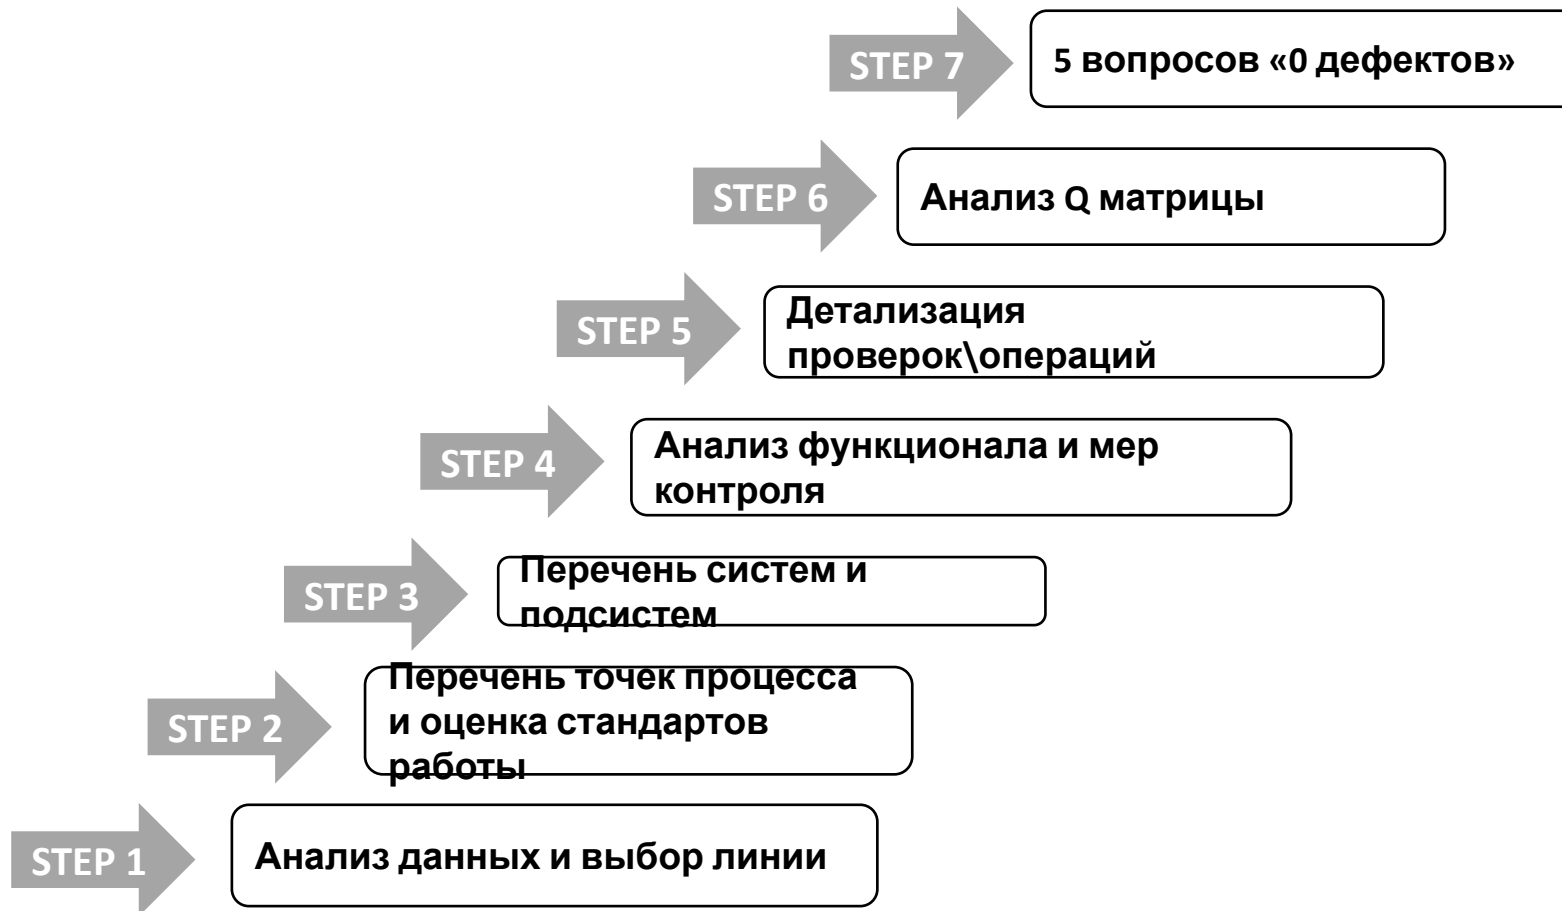 STEP 7
5 вопросов «0 дефектов»
STEP 6
Анализ Q матрицы
STEP 5
Детализация
проверок\операций
STEP 4
Анализ функционала и мер
контроля
STEP 3
Перечень систем и
подсистем
STEP 2
Перечень точек процесса
и оценка стандартов
работы
STEP 1
Анализ данных и выбор линии